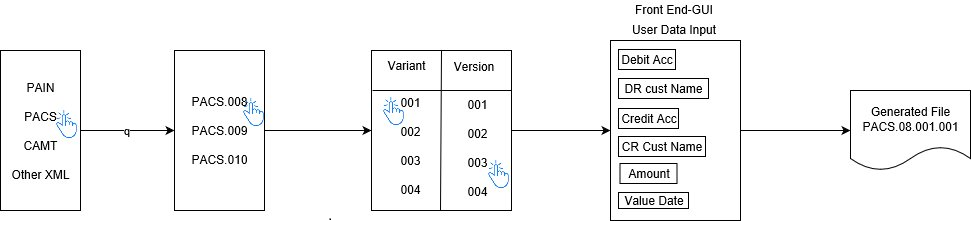 Front End-GUI
User Data Input
PAIN
PACS
CAMT
Other XML
q
PACS.008
PACS.009
PACS.010
Variant Version
001 001
002 002
003 003
004 004
Debit Acc
DR cust Name
Credit Acc
CR Cust Name
Amount
Value Date
Generated File
PACS.08.001.001
.